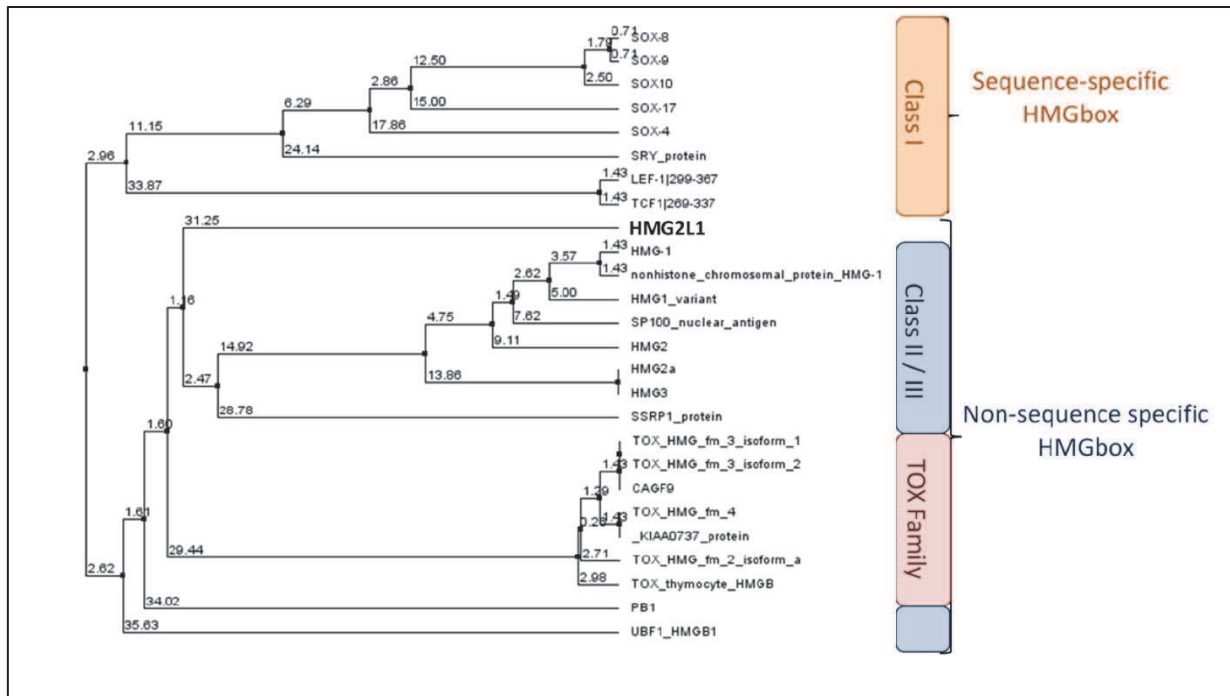 0.71
SOX-8
1.79
0.71
SOX-9
12.50
2.50
SOX10
2.86
15.00
SOX-17
6.29
17.86
SOX-4
11.15
24.14
SRY_protein
2.96
1.43
LEF-1|299-367
33.87
1.43
TCF1|269-337
31.25
HMG2L1
1.43
HMG-1
3.57
1.43
nonhistone_chromosomal_protein_HMG-1
2.62
5.00
HMG1_variant
1.49
7.62
SP100_nuclear_antigen
1.16
4.75
9.11
HMG2
14.92
HMG2a
13.86
HMG3
2.47
28.78
SSRP1_protein
1.60
TOX_HMG_fm_3_isoform_1
1.43
TOX_HMG_fm_3_isoform_2
CAGF9
1.29
TOX_HMG_fm_4
1.43
1.61
_KIAA0737_protein
29.44
2.71
TOX_HMG_fm_2_isoform_a
2.62
2.98
TOX_thymocyte_HMGB
34.02
PB1
35.63
UBF1_HMGB1
Class I
Class II / III
TOX Family
Sequence-specific
HMGbox
Non-sequence specific
HMGbox